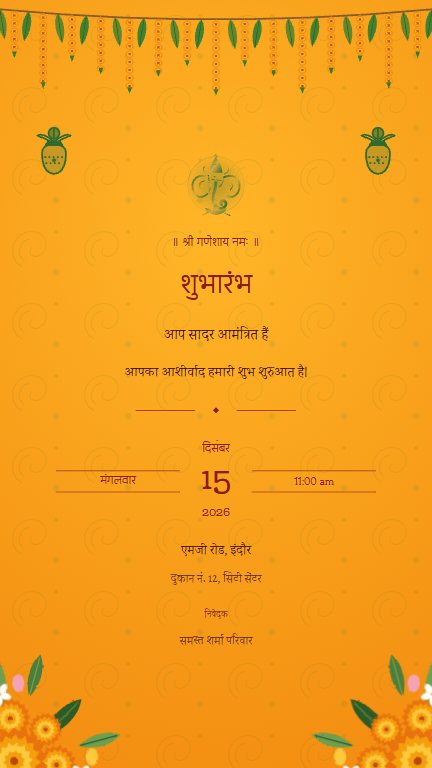 ॥ श्री गणेशाय नमः ॥
शुभारंभ
आप सादर आमंत्रित हैं
आपका आशीर्वाद हमारी शुभ शुरुआत है।
दिसंबर
मंगलवार 15 11:00 am
2026
एमजी रोड, इंदौर
दुकान नं. 12, सिटी सेंटर
निवेदक
समस्त शर्मा परिवार